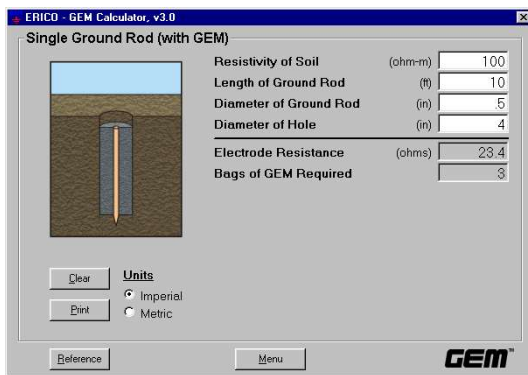 ERICO - GEM Calculator, v3.0
Single Ground Rod (with GEM)
Resistivity of Soil (ohm-m) 100
Length of Ground Rod (ft) 10
Diameter of Ground Rod (in) .5
Diameter of Hole (in) 4
Electrode Resistance (ohms) 23.4
Bags of GEM Required 3
Clear
Units
Imperial
Print
Metric
Reference
Menu
GEM™